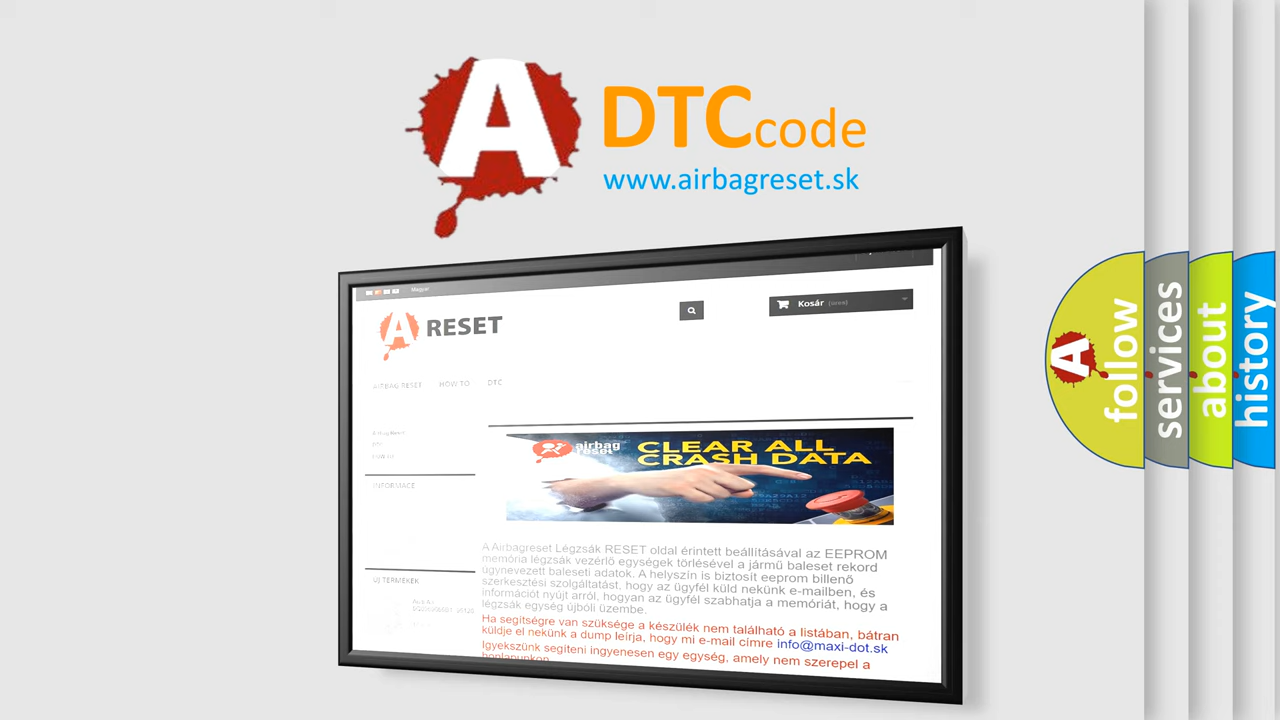 A
DTC code
www.airbagreset.sk
Magyar
A RESET
Kosár (üres)
AIRBAG RESET HOW TO DTC
INFORMACE
ÚJ TERMÉKEK
airbag
reset
CLEAR ALL
CRASH DATA
A Airbagreset Légzsák RESET oldal érintett beállításával az EEPROM
memória légzsák vezérlő egységek törlésével a jármű baleset rekord
úgynevezett baleseti adatok. A helyszín is biztosít eeprom billenő
szerkesztési szolgáltatást, hogy az ügyfél küld nekünk e-mailben, és
információt nyújt arról, hogyan az ügyfél szabhatja a memóriát, hogy a
légzsák egység újbóli üzembe.
Ha segítségre van szüksége a készülék nem található a listában, bátran
küldje el nekünk a dump leírja, hogy mi e-mail címre info@maxi-dot.sk
Igyekszünk segíteni ingyenesen egy egység, amely nem szerepel a
honlapunkon
A
follow
services
about
history